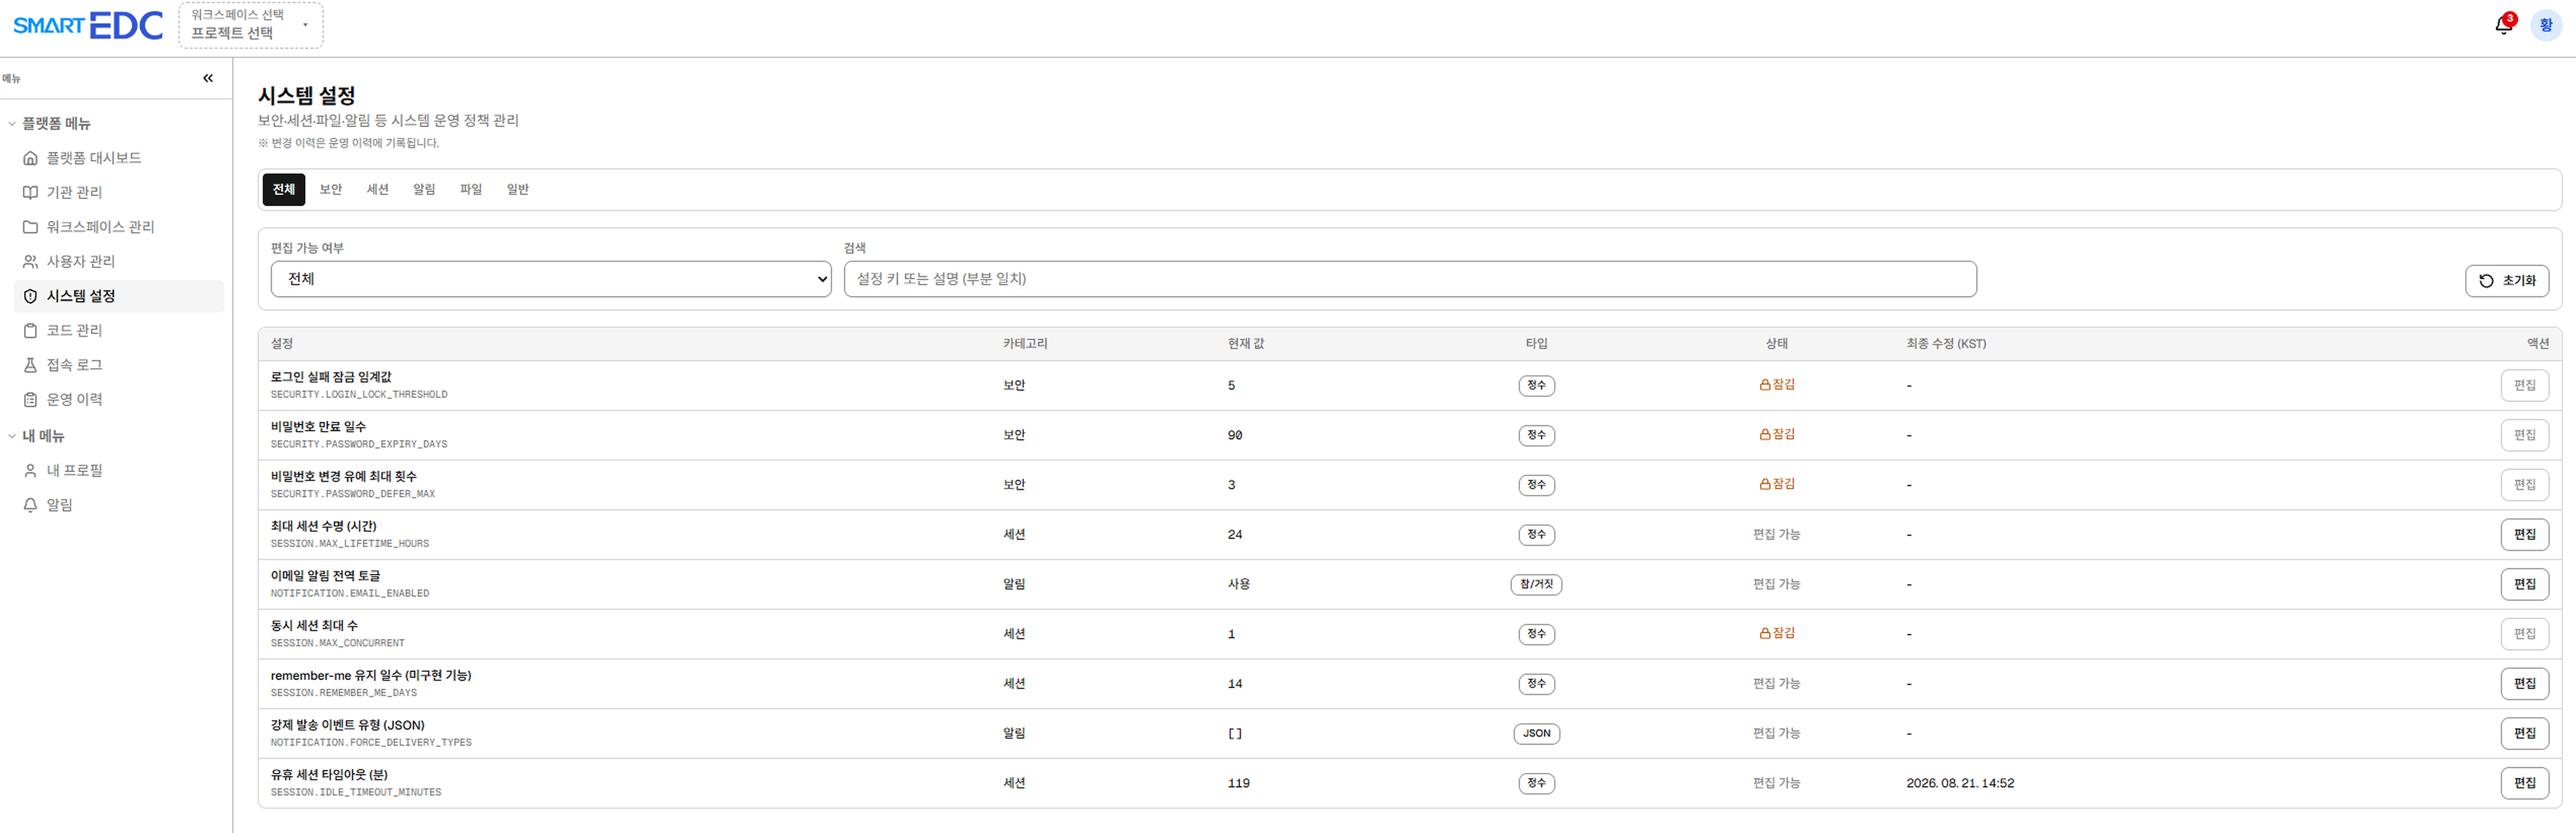 SMART EDC
워크스페이스 선택
프로젝트 선택
3
황
메뉴
플랫폼 메뉴
플랫폼 대시보드
기관 관리
워크스페이스 관리
사용자 관리
시스템 설정
코드 관리
접속 로그
운영 이력
내 메뉴
내 프로필
알림
시스템 설정
보안·세션·파일·알림 등 시스템 운영 정책 관리
※ 변경 이력은 운영 이력에 기록됩니다.
전체 보안 세션 알림 파일 일반
편집 가능 여부 검색
전체 설정 키 또는 설명 (부분 일치) 초기화
설정 카테고리 현재 값 타입 상태 최종 수정 (KST) 액션
로그인 실패 잠금 임계값
SECURITY.LOGIN_LOCK_THRESHOLD
보안 5 정수 잠김 - 편집
비밀번호 만료 일수
SECURITY.PASSWORD_EXPIRY_DAYS
보안 90 정수 잠김 - 편집
비밀번호 변경 유예 최대 횟수
SECURITY.PASSWORD_DEFER_MAX
보안 3 정수 잠김 - 편집
최대 세션 수명 (시간)
SESSION.MAX_LIFETIME_HOURS
세션 24 정수 편집 가능 - 편집
이메일 알림 전역 토글
NOTIFICATION.EMAIL_ENABLED
알림 사용 참/거짓 편집 가능 - 편집
동시 세션 최대 수
SESSION.MAX_CONCURRENT
세션 1 정수 잠김 - 편집
remember-me 유지 일수 (미구현 기능)
SESSION.REMEMBER_ME_DAYS
세션 14 정수 편집 가능 - 편집
강제 발송 이벤트 유형 (JSON)
NOTIFICATION.FORCE_DELIVERY_TYPES
알림 [] JSON 편집 가능 - 편집
유휴 세션 타임아웃 (분)
SESSION.IDLE_TIMEOUT_MINUTES
세션 119 정수 편집 가능 2026. 08. 21. 14:52 편집